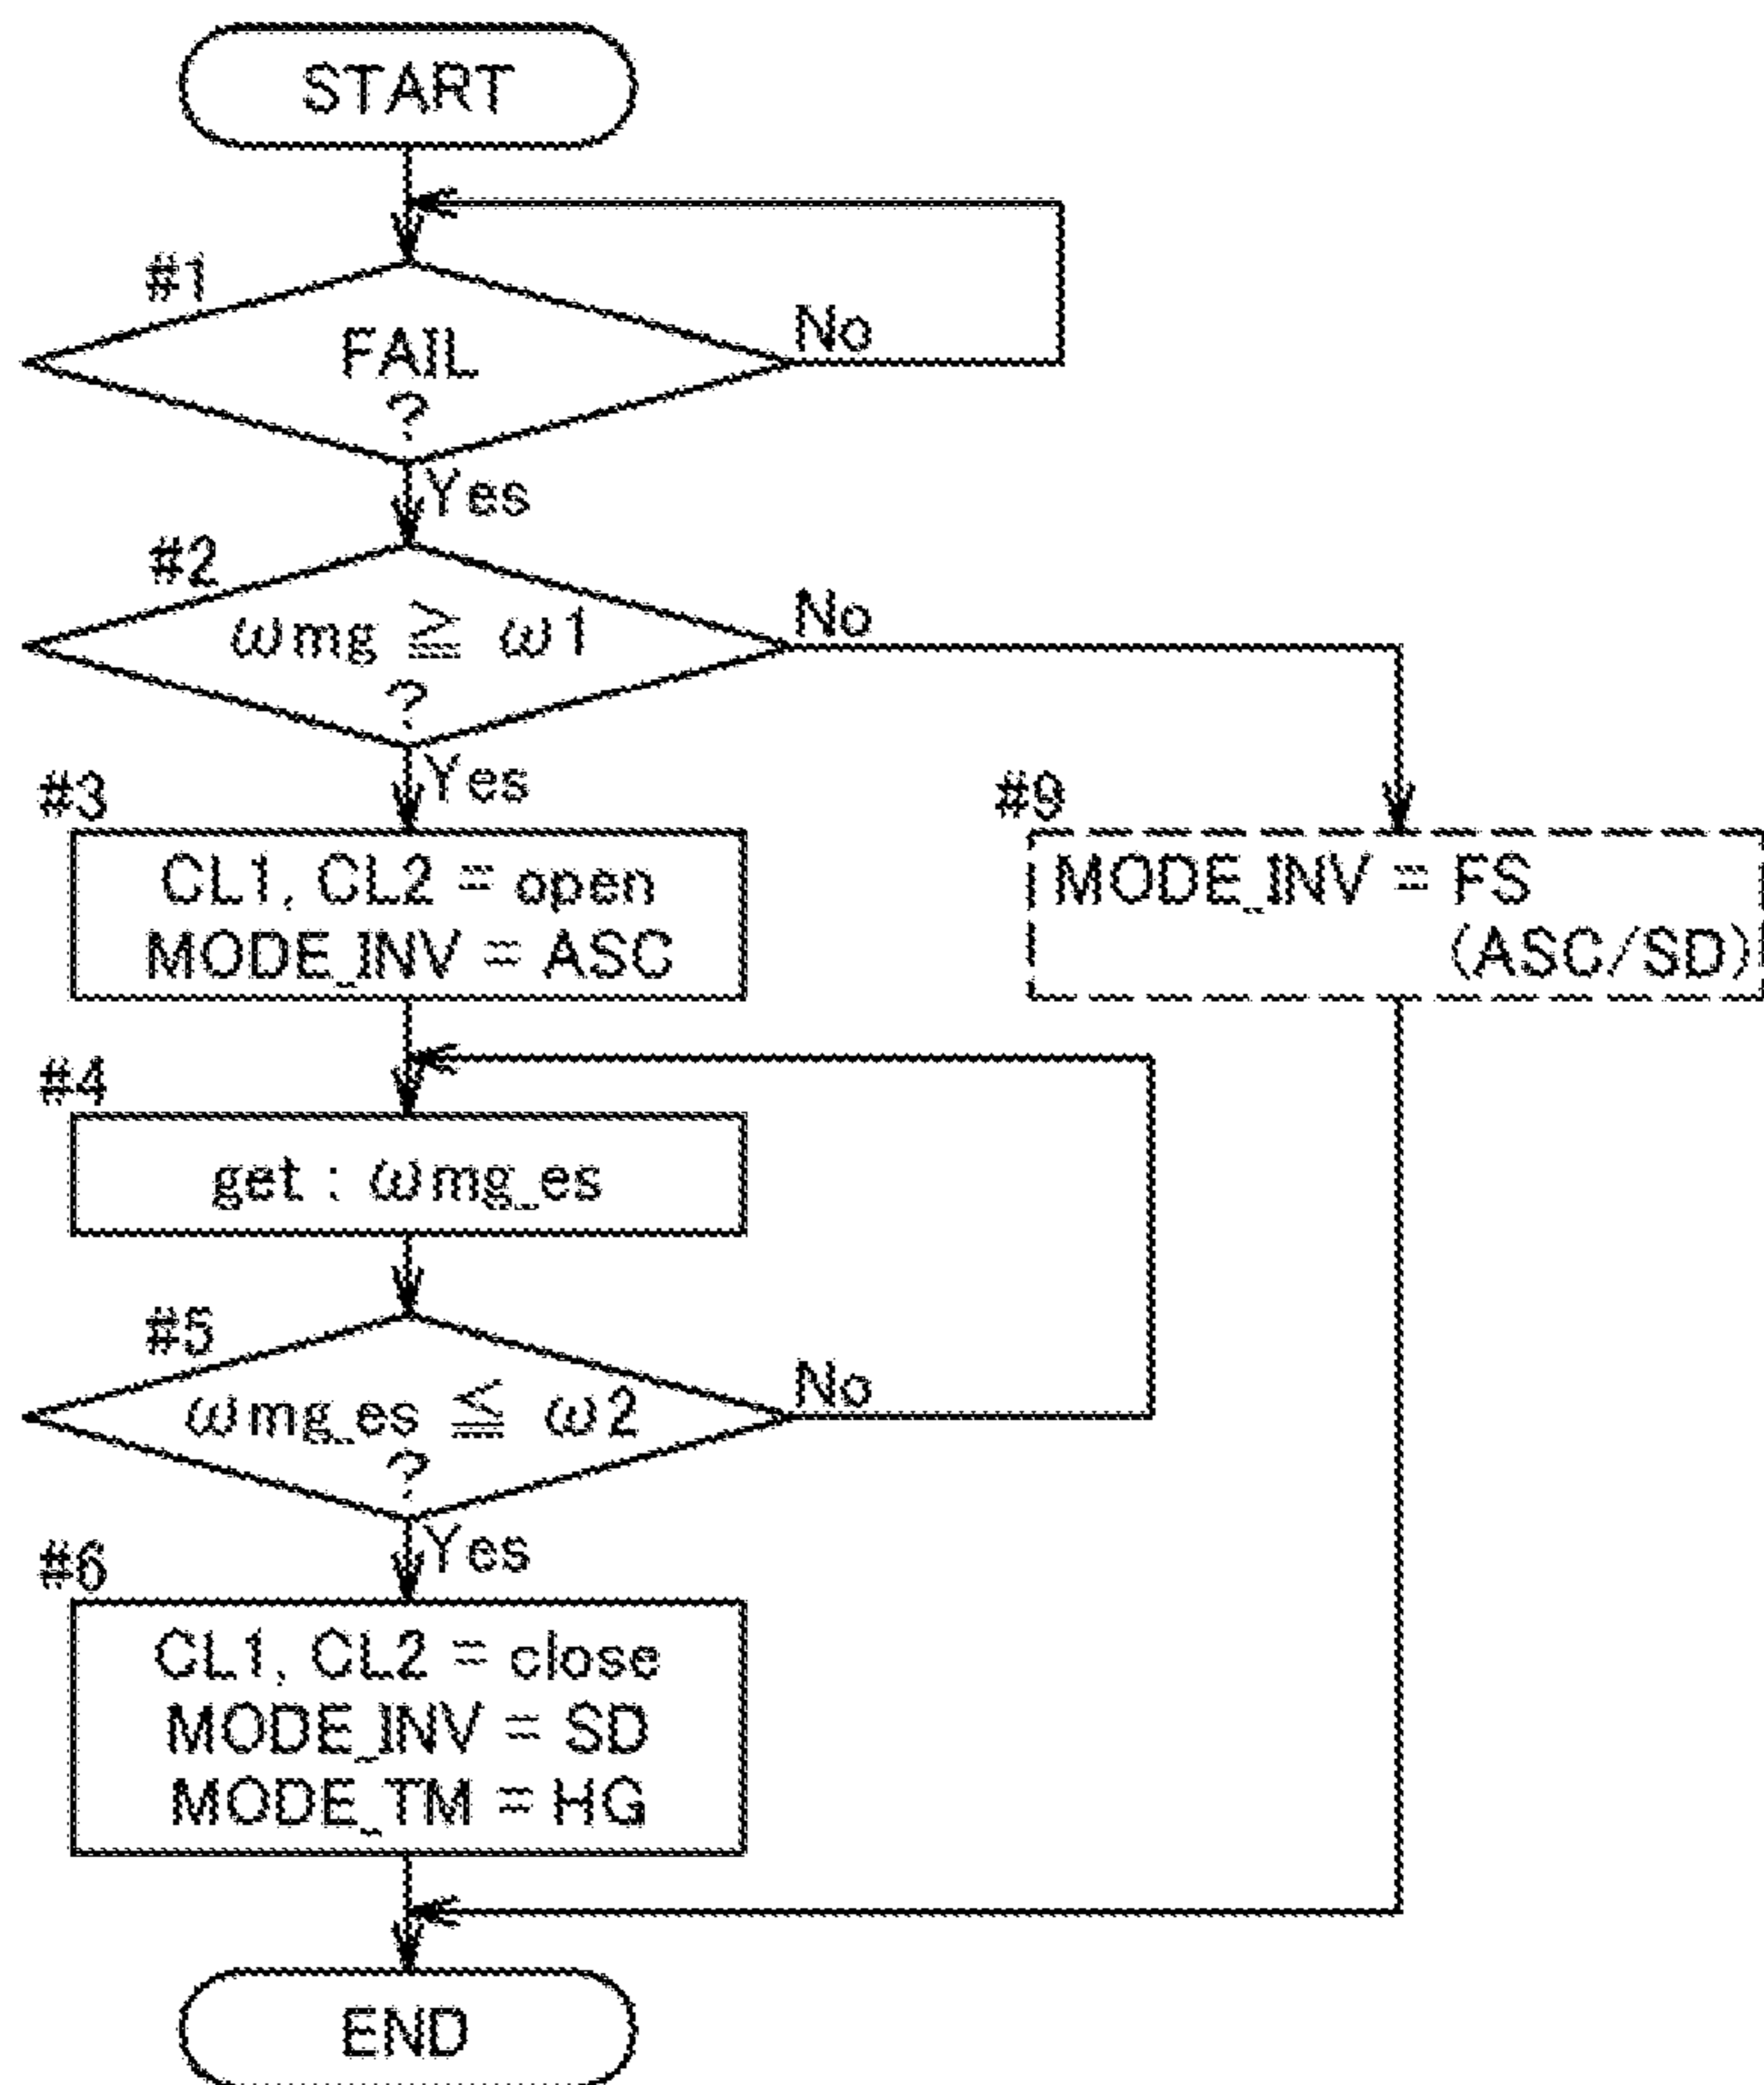 START
#1
FAIL
?
No
Yes
#2
ωmg ≧ ω1
?
No
Yes
#3
CL1, CL2 = open
MODE_INV = ASC
#9
MODE_INV = FS
(ASC/SD)
#4
get : ωmg_es
#5
ωmg_es ≦ ω2
?
No
Yes
#6
CL1, CL2 = close
MODE_INV = SD
MODE_TM = HG
END